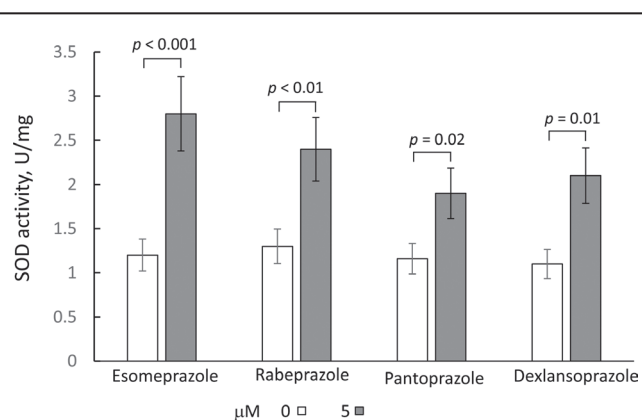 SOD activity, U/mg
3.5
3
2.5
2
1.5
1
0.5
0
p < 0.001
p < 0.01
p = 0.02
p = 0.01
Esomeprazole Rabeprazole Pantoprazole Dexlansoprazole
μM 0 5